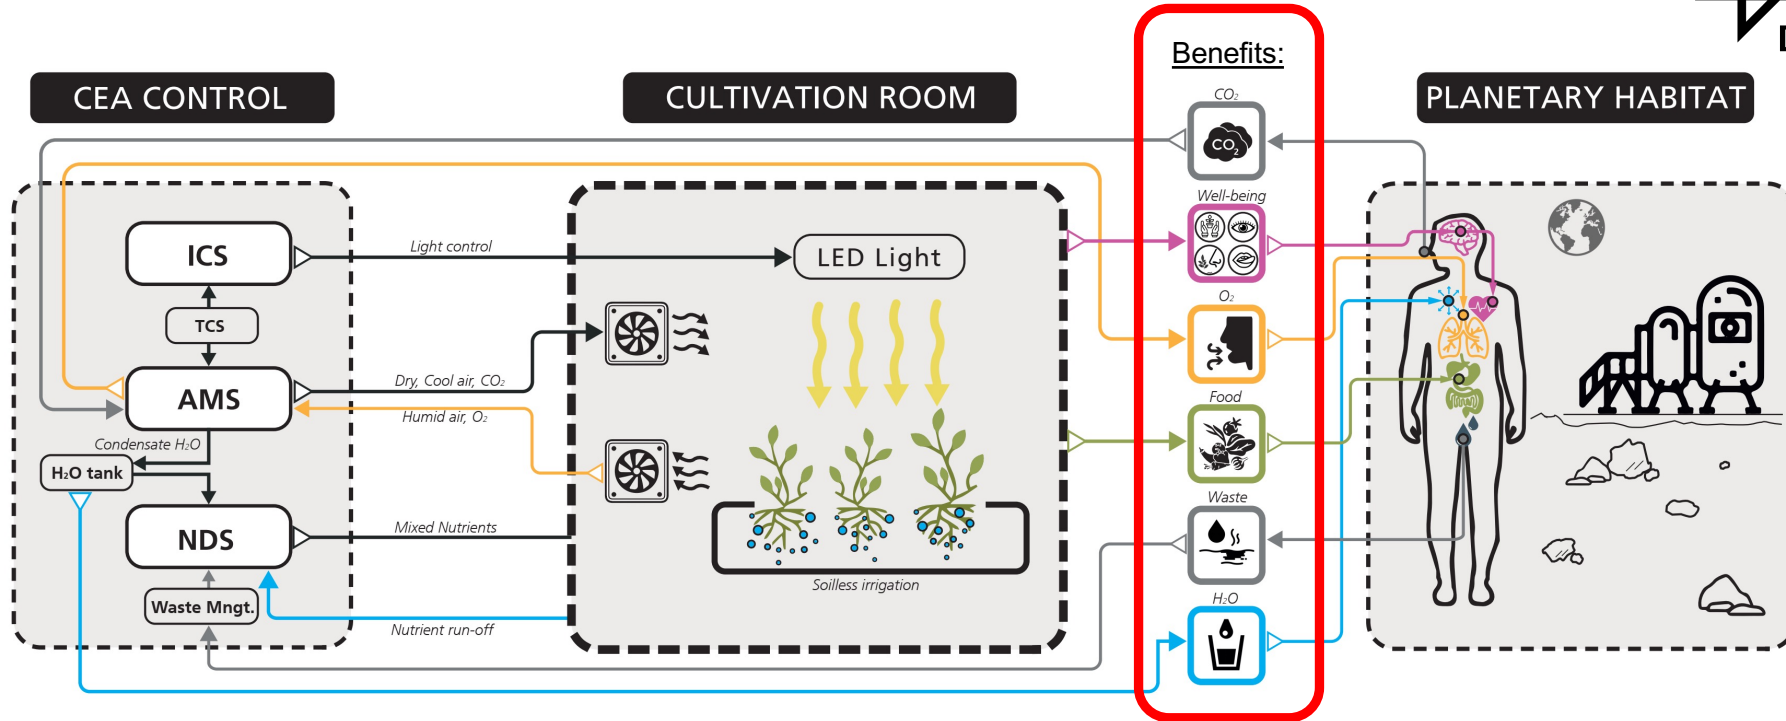 Benefits:
CEA CONTROL
CULTIVATION ROOM
PLANETARY HABITAT
CO₂
CO₂
Well-being
ICS
Light control
LED Light
TCS
O₂
AMS
Dry, Cool air, CO₂
Humid air, O₂
Food
Condensate H₂O
H₂O tank
Waste
NDS
Mixed Nutrients
Soilless irrigation
Waste Mngt.
H₂O
Nutrient run-off